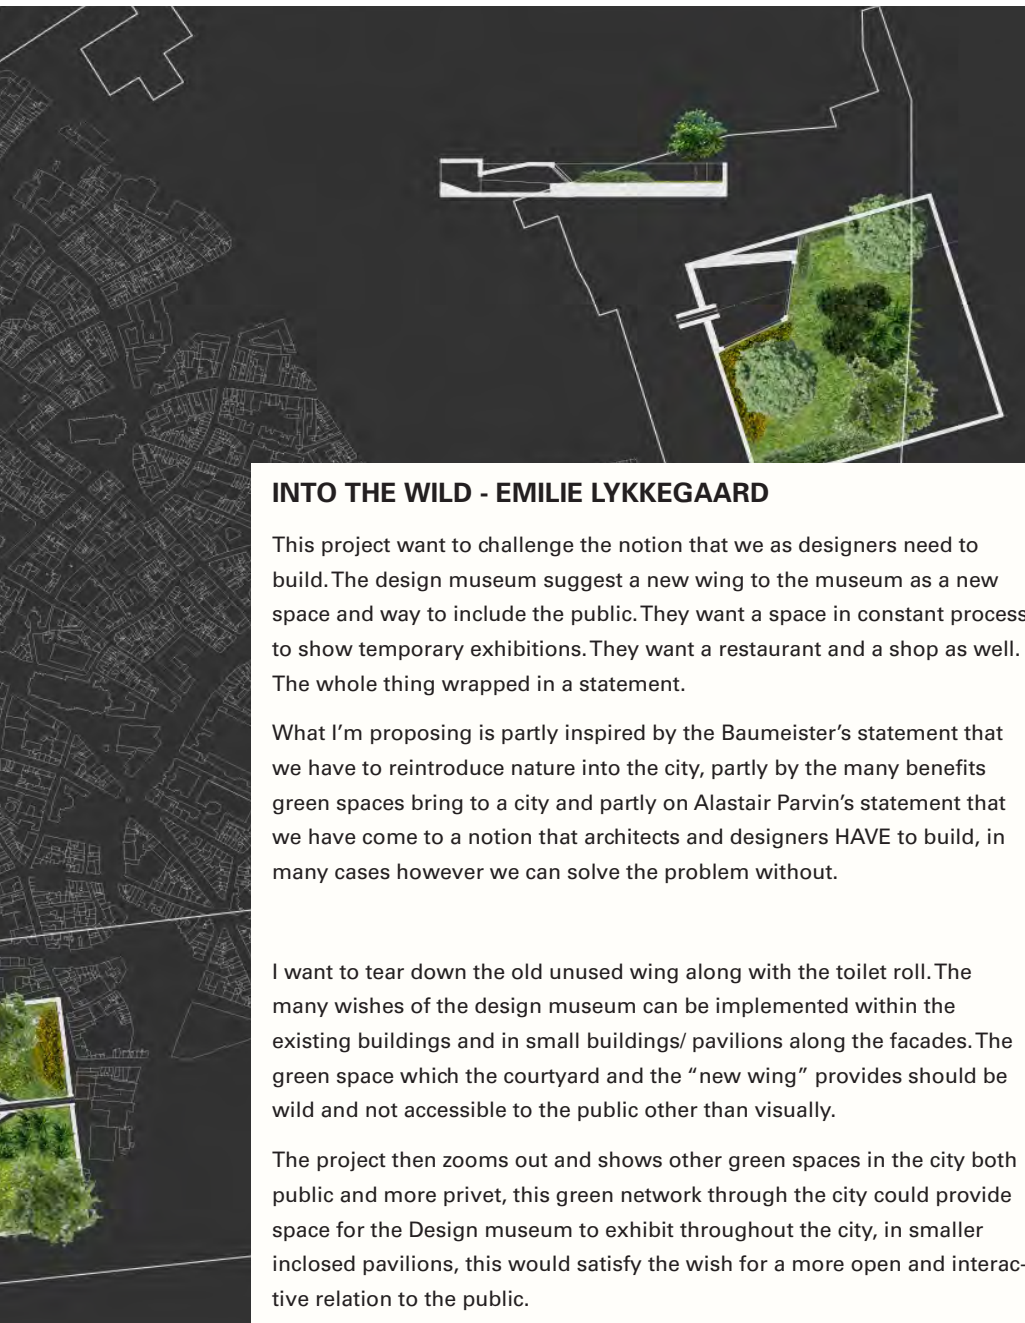 INTO THE WILD - EMILIE LYKKEGAARD
This project want to challenge the notion that we as designers need to
build. The design museum suggest a new wing to the museum as a new
space and way to include the public. They want a space in constant process
to show temporary exhibitions. They want a restaurant and a shop as well.
The whole thing wrapped in a statement.
What I'm proposing is partly inspired by the Baumeister's statement that
we have to reintroduce nature into the city, partly by the many benefits
green spaces bring to a city and partly on Alastair Parvin's statement that
we have come to a notion that architects and designers HAVE to build, in
many cases however we can solve the problem without.
I want to tear down the old unused wing along with the toilet roll. The
many wishes of the design museum can be implemented within the
existing buildings and in small buildings/ pavilions along the facades. The
green space which the courtyard and the “new wing” provides should be
wild and not accessible to the public other than visually.
The project then zooms out and shows other green spaces in the city both
public and more privet, this green network through the city could provide
space for the Design museum to exhibit throughout the city, in smaller
inclosed pavilions, this would satisfy the wish for a more open and interac-
tive relation to the public.